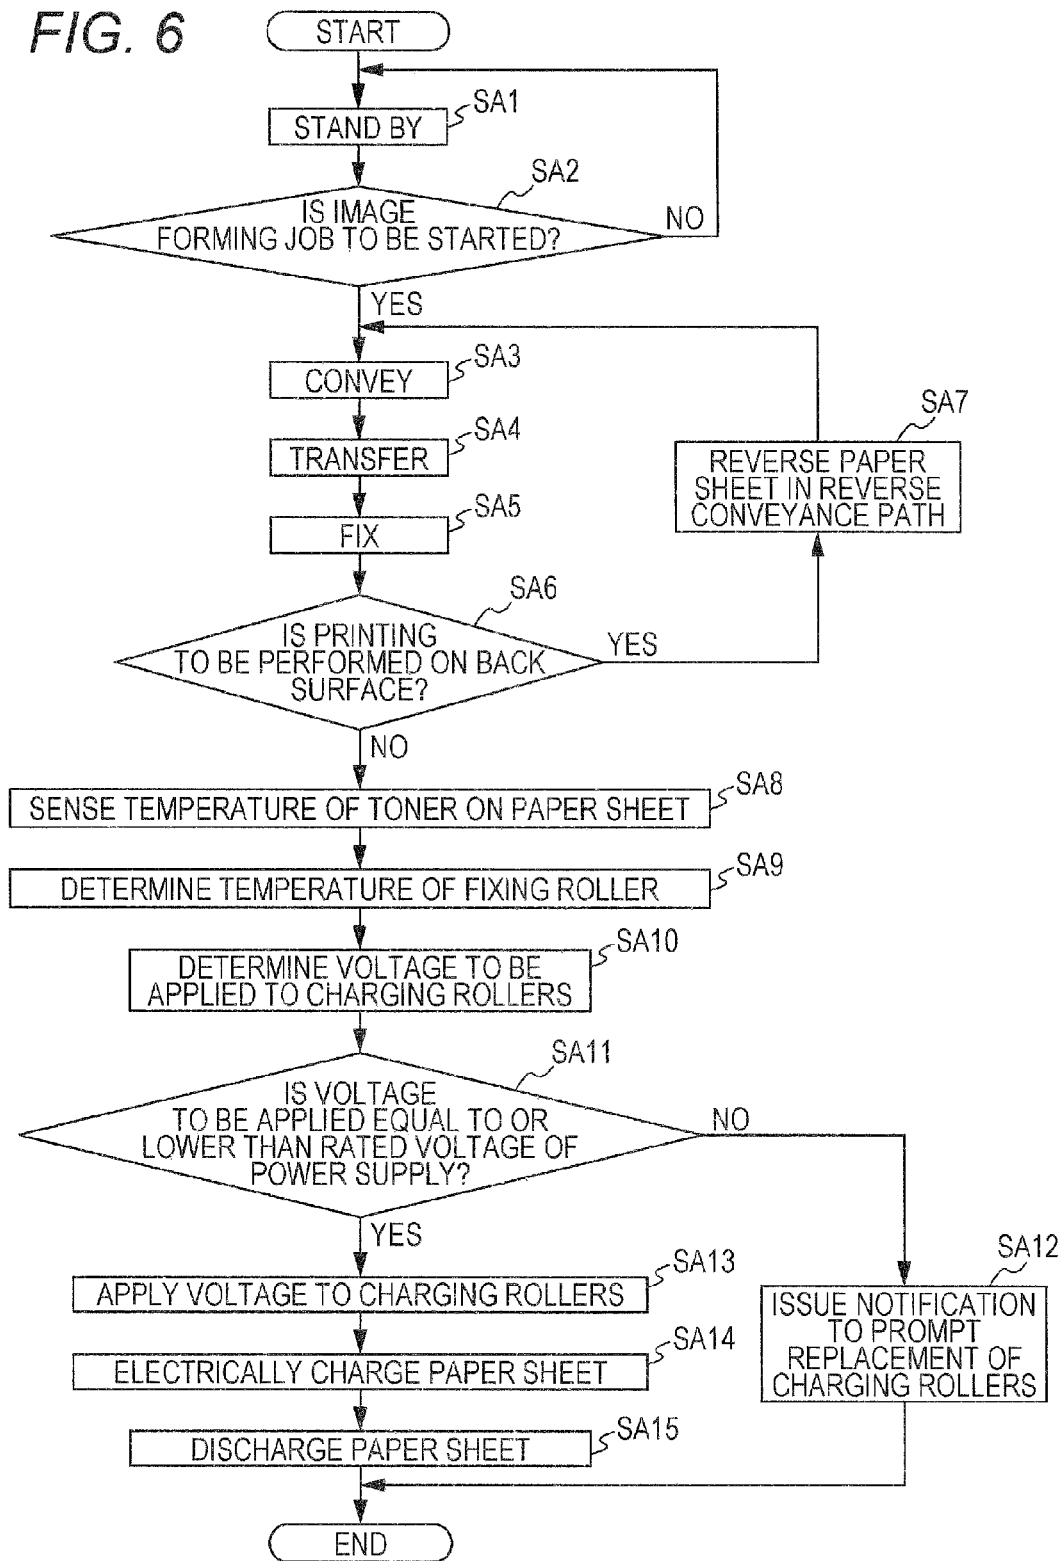 FIG. 6
START
SA1
STAND BY
SA2
IS IMAGE
FORMING JOB TO BE STARTED?
NO
YES
SA3
CONVEY
SA4
TRANSFER
SA5
FIX
SA7
REVERSE PAPER
SHEET IN REVERSE
CONVEYANCE PATH
SA6
IS PRINTING
TO BE PERFORMED ON BACK
SURFACE?
YES
NO
SA8
SENSE TEMPERATURE OF TONER ON PAPER SHEET
SA9
DETERMINE TEMPERATURE OF FIXING ROLLER
SA10
DETERMINE VOLTAGE TO BE
APPLIED TO CHARGING ROLLERS
SA11
IS VOLTAGE
TO BE APPLIED EQUAL TO OR
LOWER THAN RATED VOLTAGE OF
POWER SUPPLY?
NO
YES
SA12
ISSUE NOTIFICATION
TO PROMPT
REPLACEMENT OF
CHARGING ROLLERS
SA13
APPLY VOLTAGE TO CHARGING ROLLERS
SA14
ELECTRICALLY CHARGE PAPER SHEET
SA15
DISCHARGE PAPER SHEET
END